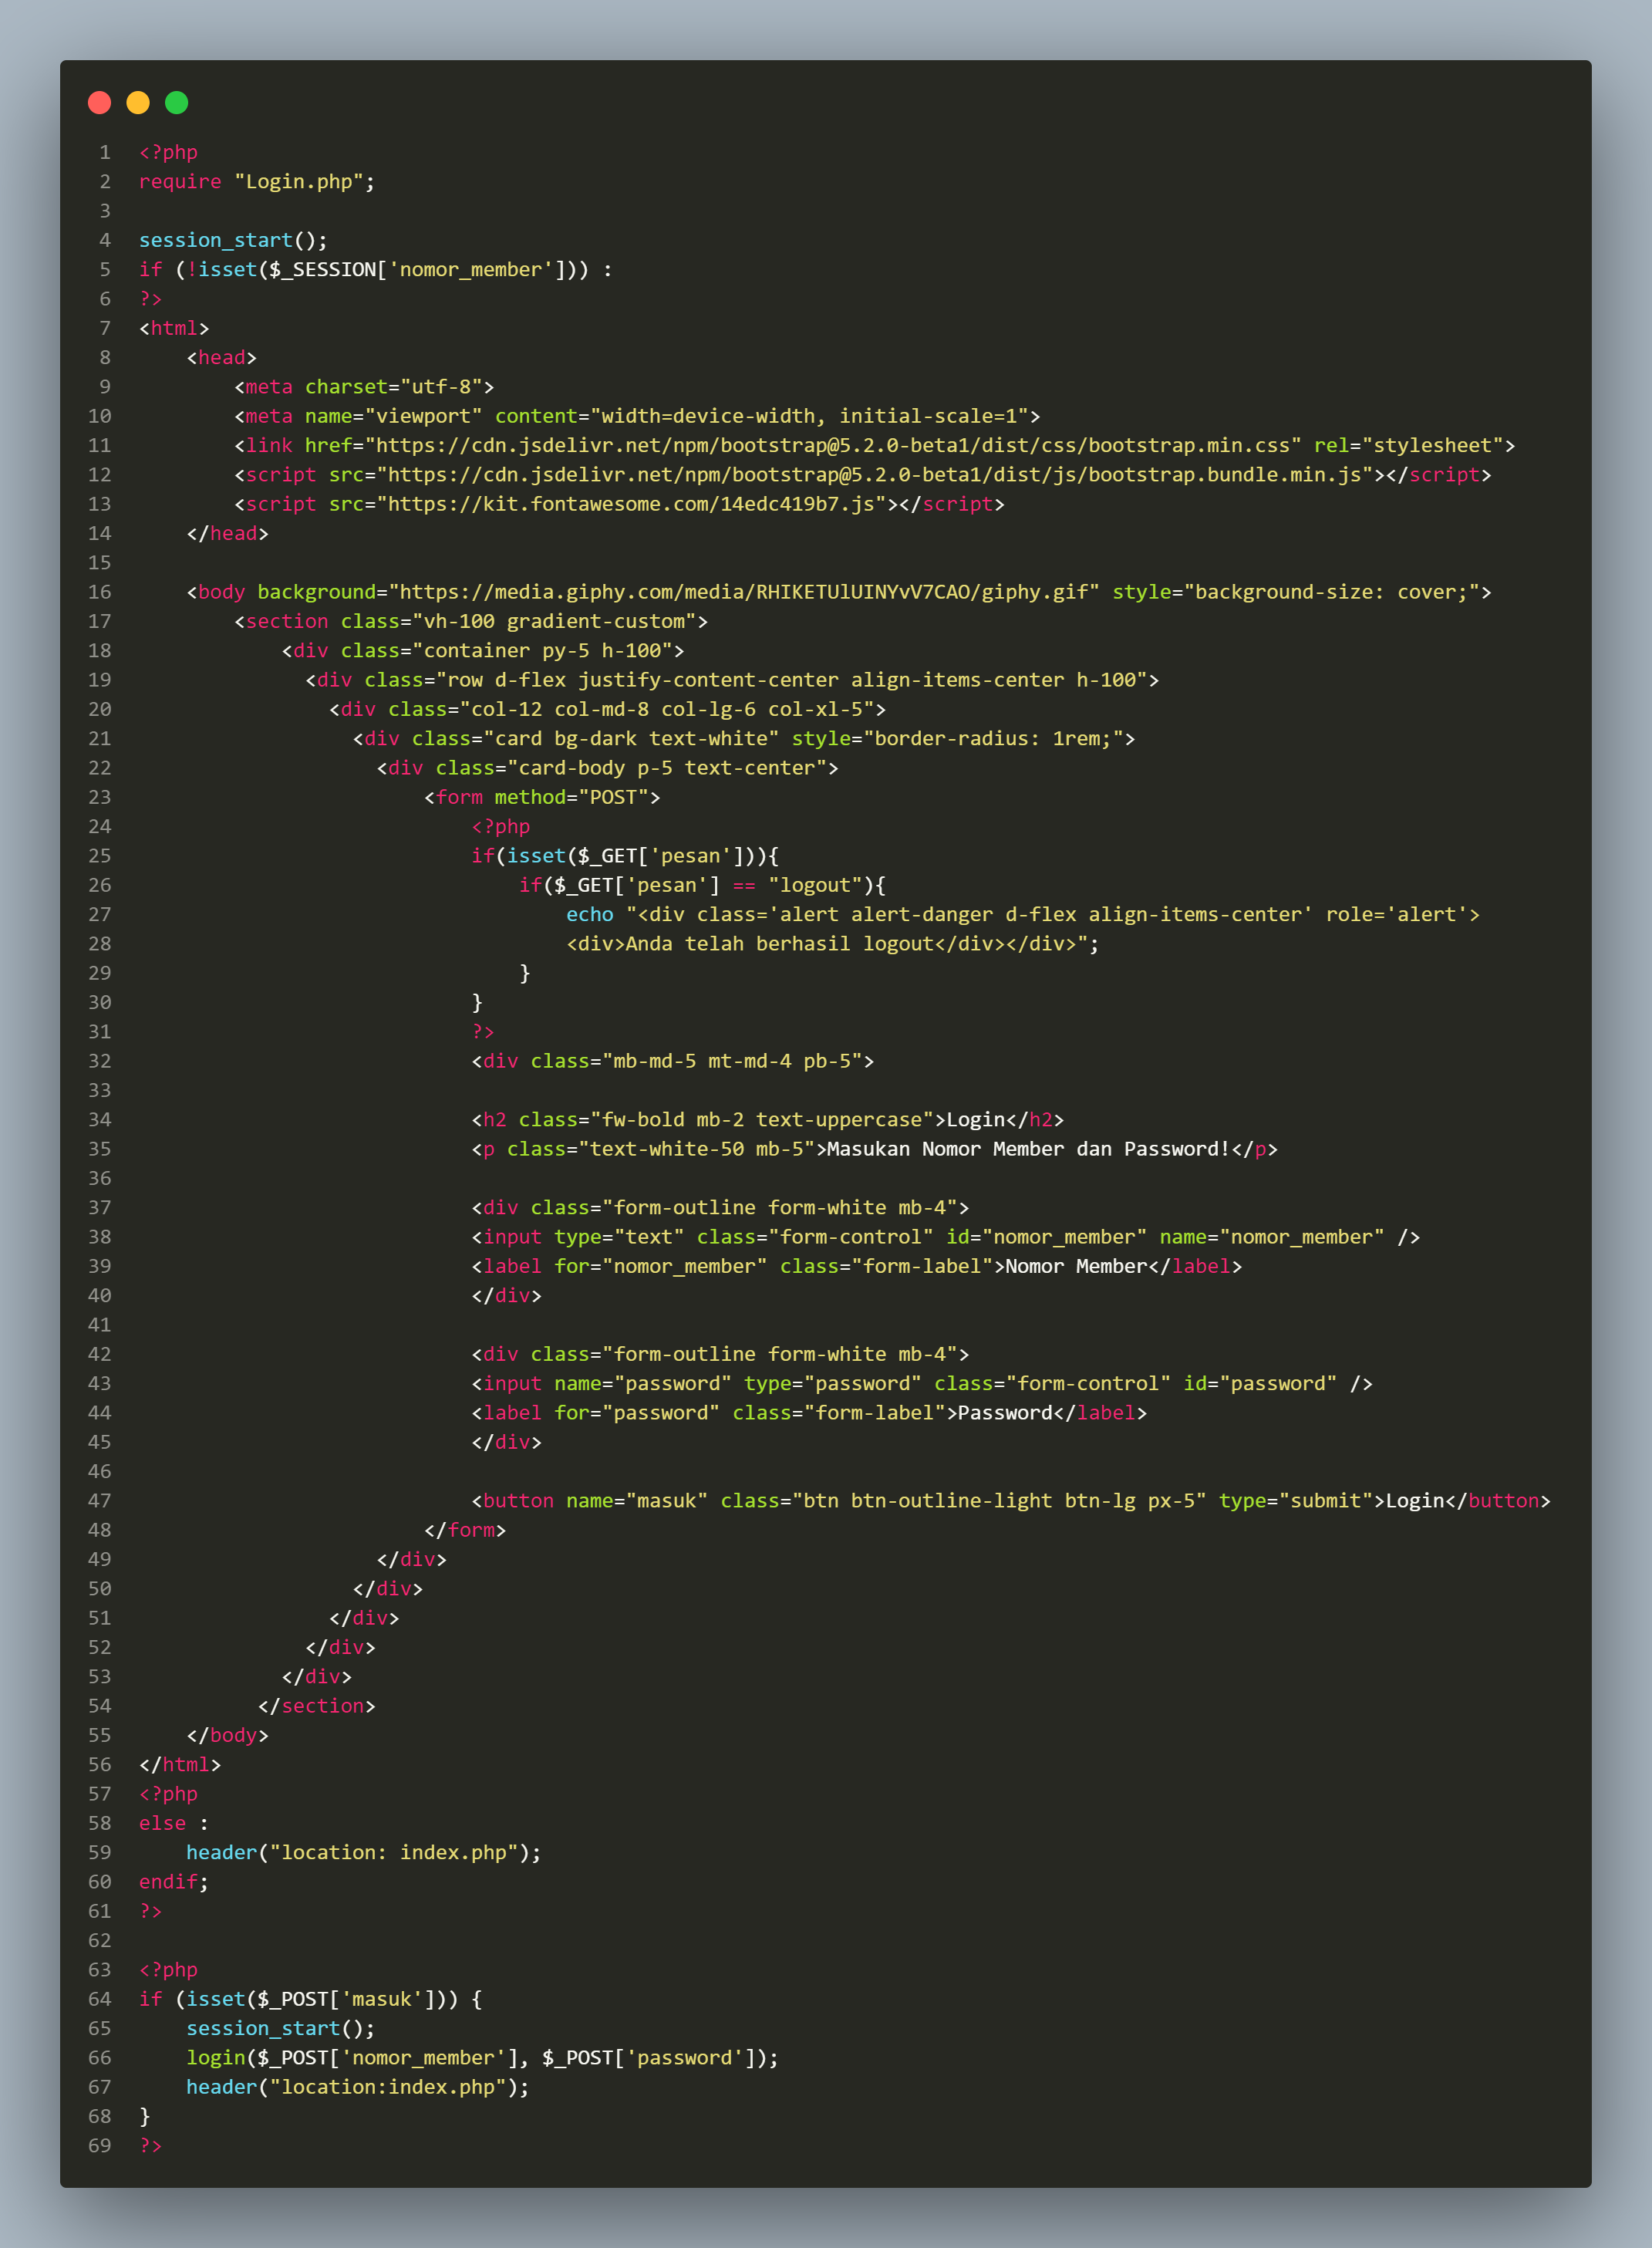 1 <?php
2 require "Login.php";
3
4 session_start();
5 if (!isset($_SESSION['nomor_member'])) :
6 ?>
7 <html>
8     <head>
9         <meta charset="utf-8">
10         <meta name="viewport" content="width=device-width, initial-scale=1">
11         <link href="https://cdn.jsdelivr.net/npm/bootstrap@5.2.0-beta1/dist/css/bootstrap.min.css" rel="stylesheet">
12         <script src="https://cdn.jsdelivr.net/npm/bootstrap@5.2.0-beta1/dist/js/bootstrap.bundle.min.js"></script>
13         <script src="https://kit.fontawesome.com/14edc419b7.js"></script>
14     </head>
15
16     <body background="https://media.giphy.com/media/RHIKETUlUINYvV7CAO/giphy.gif" style="background-size: cover;">
17         <section class="vh-100 gradient-custom">
18             <div class="container py-5 h-100">
19               <div class="row d-flex justify-content-center align-items-center h-100">
20                 <div class="col-12 col-md-8 col-lg-6 col-xl-5">
21                   <div class="card bg-dark text-white" style="border-radius: 1rem;">
22                     <div class="card-body p-5 text-center">
23                         <form method="POST">
24                             <?php
25                             if(isset($_GET['pesan'])){
26                                 if($_GET['pesan'] == "logout"){
27                                     echo "<div class='alert alert-danger d-flex align-items-center' role='alert'>
28                                     <div>Anda telah berhasil logout</div></div>";
29                                 }
30                             }
31                             ?>
32                             <div class="mb-md-5 mt-md-4 pb-5">
33
34                             <h2 class="fw-bold mb-2 text-uppercase">Login</h2>
35                             <p class="text-white-50 mb-5">Masukan Nomor Member dan Password!</p>
36
37                             <div class="form-outline form-white mb-4">
38                             <input type="text" class="form-control" id="nomor_member" name="nomor_member" />
39                             <label for="nomor_member" class="form-label">Nomor Member</label>
40                             </div>
41
42                             <div class="form-outline form-white mb-4">
43                             <input name="password" type="password" class="form-control" id="password" />
44                             <label for="password" class="form-label">Password</label>
45                             </div>
46
47                             <button name="masuk" class="btn btn-outline-light btn-lg px-5" type="submit">Login</button>
48                         </form>
49                     </div>
50                   </div>
51                 </div>
52               </div>
53             </div>
54           </section>
55     </body>
56 </html>
57 <?php
58 else :
59     header("location: index.php");
60 endif;
61 ?>
62
63 <?php
64 if (isset($_POST['masuk'])) {
65     session_start();
66     login($_POST['nomor_member'], $_POST['password']);
67     header("location:index.php");
68 }
69 ?>